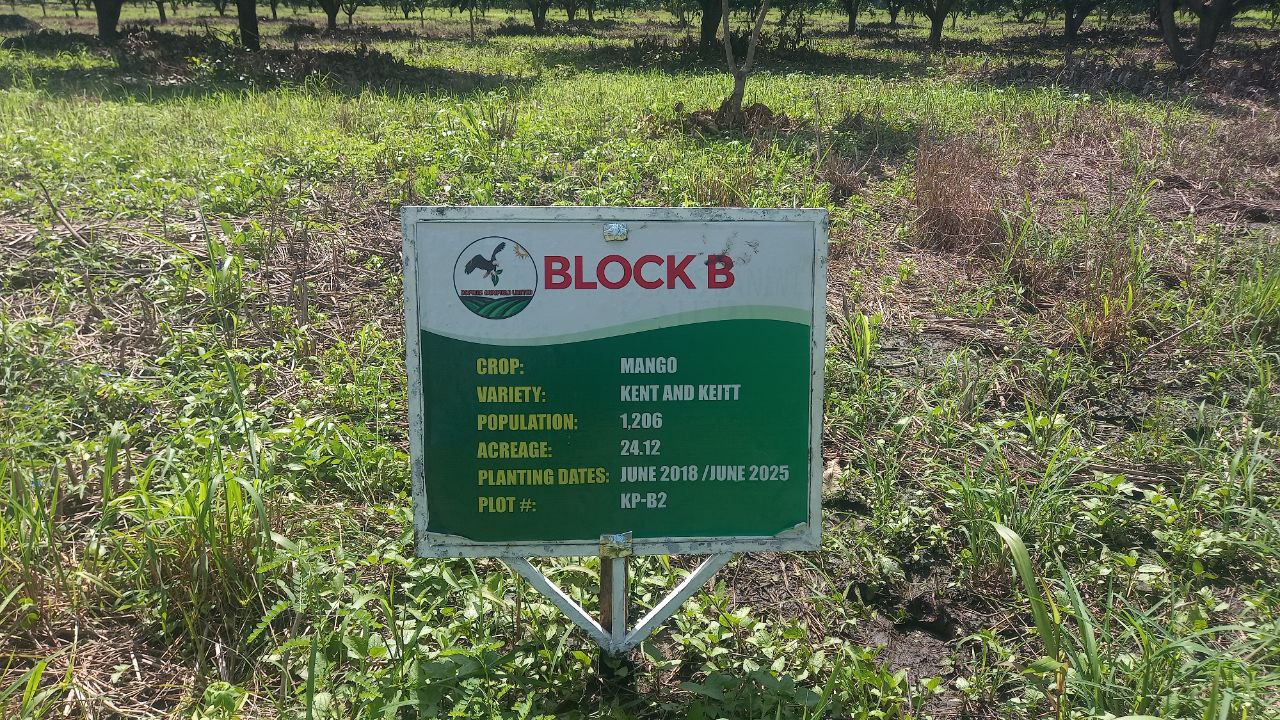 BLOCK B
CROP: MANGO
VARIETY: KENT AND KEITT
POPULATION: 1,206
ACREAGE: 24.12
PLANTING DATES: JUNE 2018 /JUNE 2025
PLOT #: KP-B2